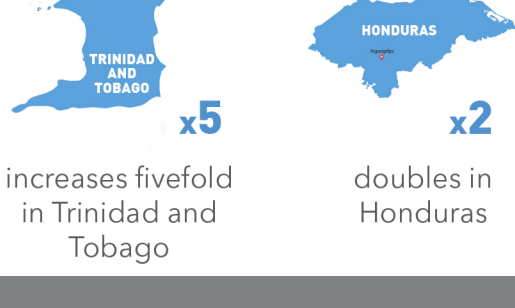 TRINIDAD
AND
TOBAGO
x5
increases fivefold
in Trinidad and
Tobago
HONDURAS
Tegucigalpa
x2
doubles in
Honduras